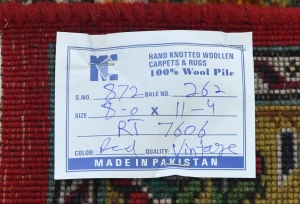 HAND KNOTTED WOOLLEN
CARPETS & RUGS
100% Wool Pile
S.NO 872 BALE NO. 262
SIZE 8-0 x 11-4
RT 7606
COLOR: Red QUALITY: Vintage
MADE IN PAKISTAN